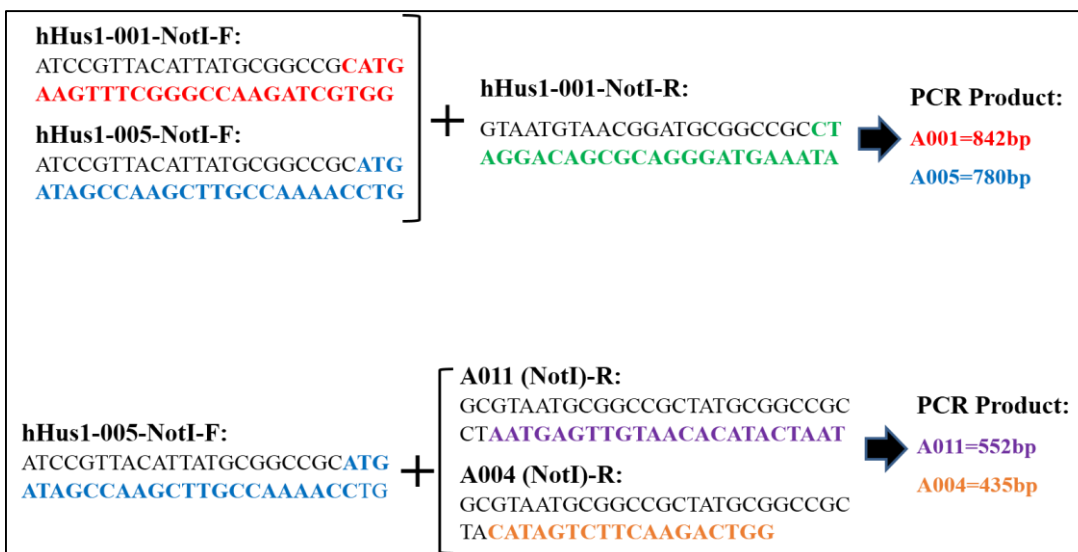 hHus1-001-NotI-F:
ATCCGTTACATTATGCGGCCGCATG
AAGTTTCGGGCCAAGATCGTGG
hHus1-005-NotI-F:
ATCCGTTACATTATGCGGCCGCATG
ATAGCCAAGCTTGCCAAAACCTG
+
hHus1-001-NotI-R:
GTAATGTAACGGATGCGGCCGCCT
AGGACAGCGCAGGGATGAAATA
PCR Product:
A001=842bp
A005=780bp
hHus1-005-NotI-F:
ATCCGTTACATTATGCGGCCGCATG
ATAGCCAAGCTTGCCAAAACCTG
+
A011 (NotI)-R:
GCGTAATGCGGCCGCTATGCGGCCGC
CTAATGAGTTGTAACACATACTAAT
A004 (NotI)-R:
GCGTAATGCGGCCGCTATGCGGCCGC
TACATAGTCTTCAAGACTGG
PCR Product:
A011=552bp
A004=435bp